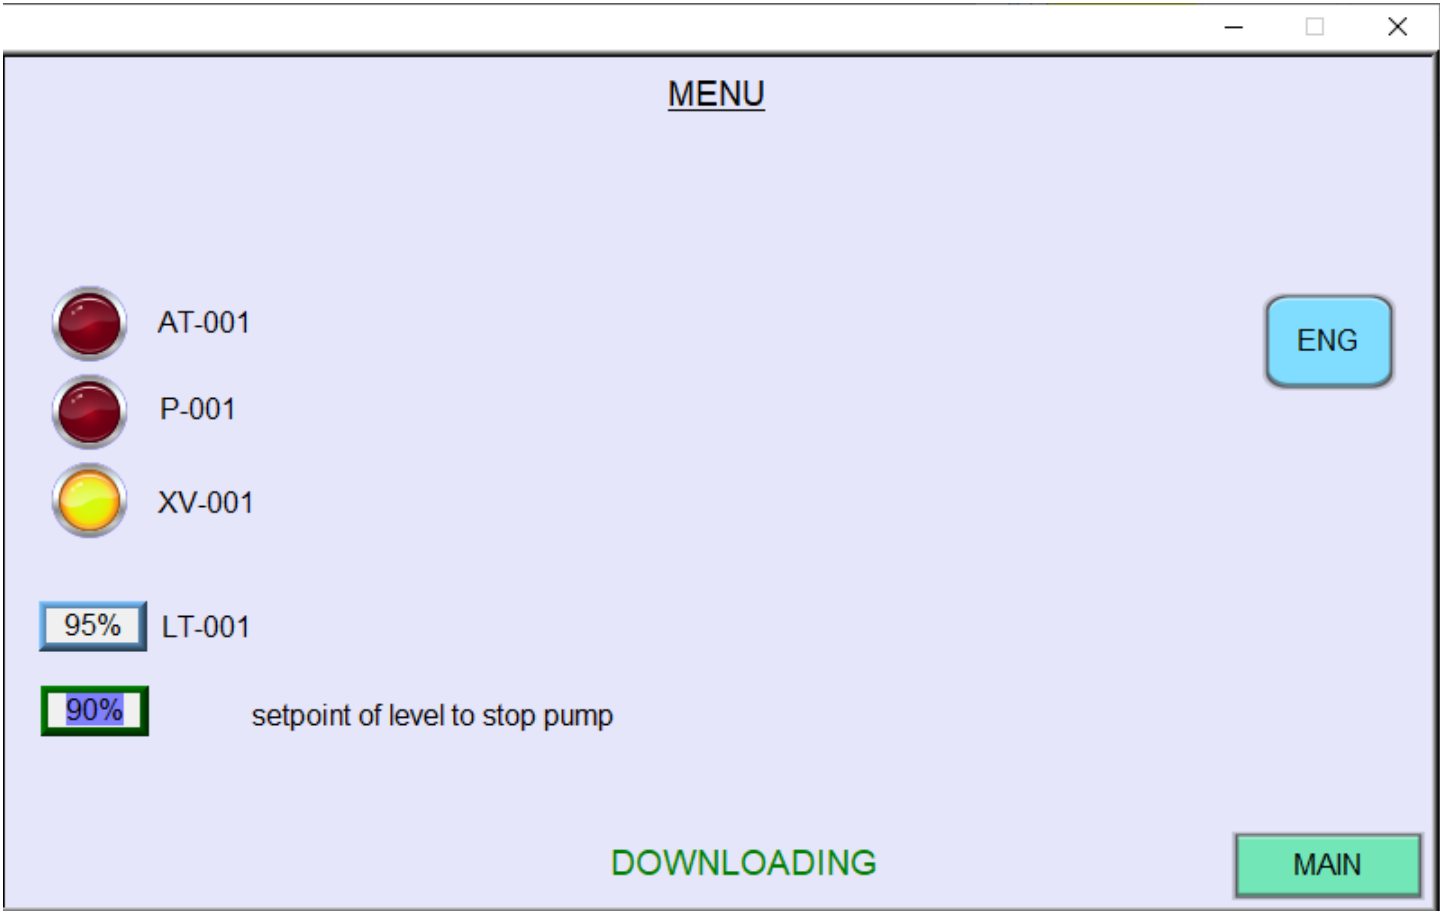 MENU
AT-001
ENG
P-001
XV-001
95% LT-001
90% setpoint of level to stop pump
DOWNLOADING
MAIN